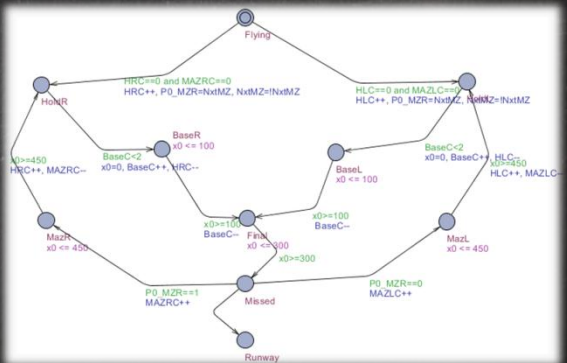 Flying
HRC==0 and MAZRC==0
HRC++, P0_MZR=NxtMZ, NxtMZ=!NxtMZ
HoldR
HLC==0 and MAZLC==0
HLC++, P0_MZR=NxtMZ, NxtMZ=!NxtMZ
BaseR
x0 <= 100
BaseC<2
x0=0, BaseC++, HRC--
BaseC<2
x0=0, BaseC++, HLC--
BaseL
x0 <= 100
x0>=450
HRC++, MAZRC--
x0>=450
HLC++, MAZLC--
x0>=100
BaseC--
x0>=100
BaseC--
MazR
x0 <= 450
Final
x0 <= 300
MazL
x0 <= 450
x0>=300
P0_MZR==1
MAZRC++
P0_MZR==0
MAZLC++
Missed
Runway